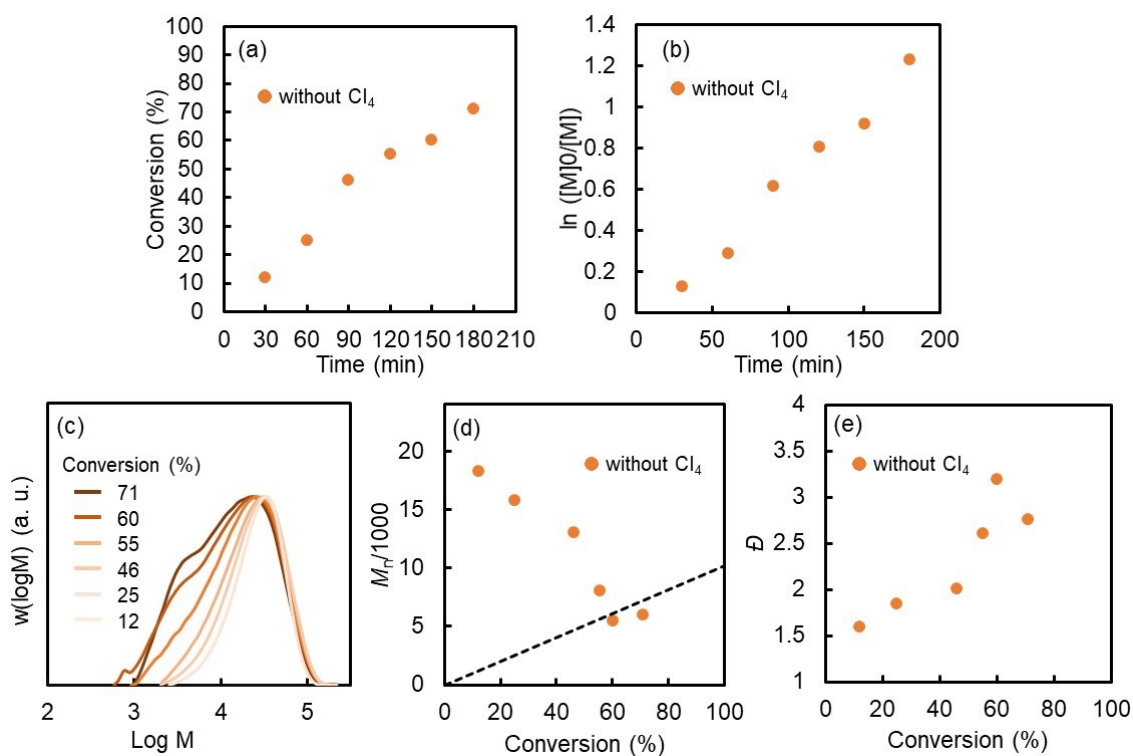 (a)
without CI₄
Conversion (%)
100
90
80
70
60
50
40
30
20
10
0
0 30 60 90 120 150 180 210
Time (min)
(b)
without CI₄
ln ([M]0/[M])
1.4
1.2
1
0.8
0.6
0.4
0.2
0
0 50 100 150 200
Time (min)
(c)
Conversion (%)
71
60
55
46
25
12
w(logM) (a. u.)
2 3 4 5
Log M
(d)
without CI₄
Mn/1000
20
15
10
5
0
0 20 40 60 80 100
Conversion (%)
(e)
without CI₄
Đ
4
3.5
3
2.5
2
1.5
1
0 20 40 60 80 100
Conversion (%)